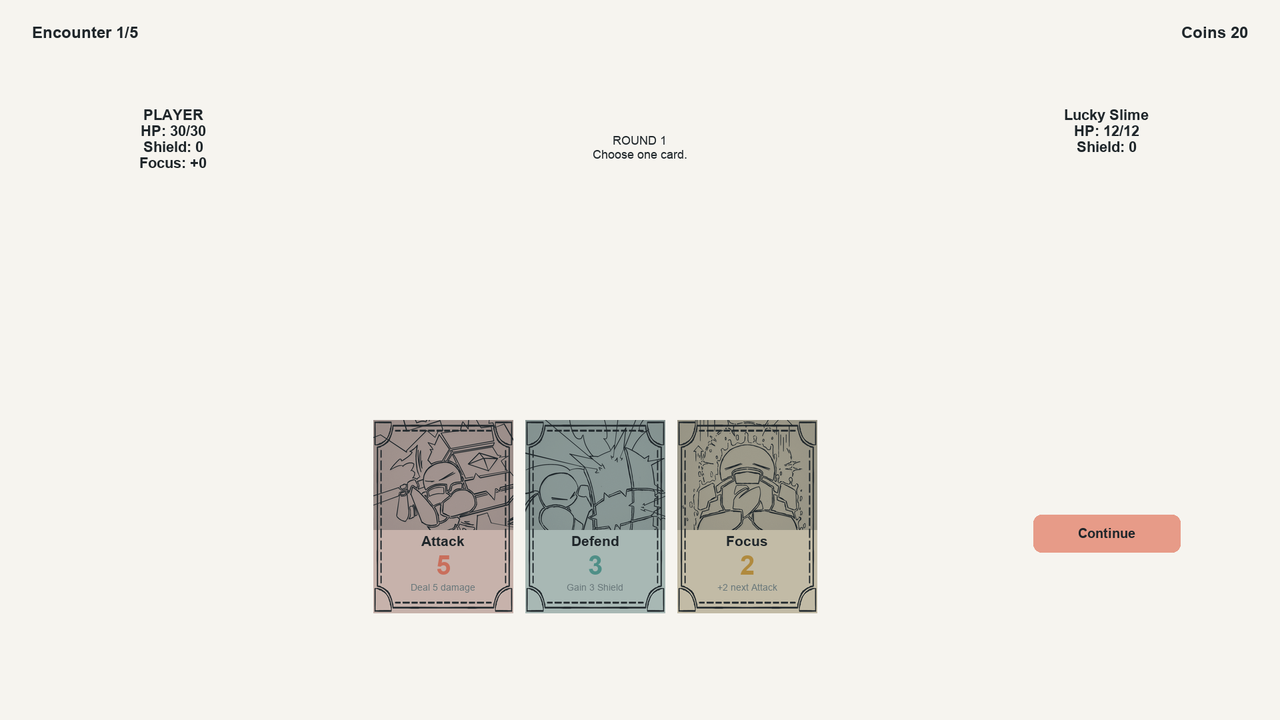 Encounter 1/5
Coins 20
PLAYER
HP: 30/30
Shield: 0
Focus: +0
ROUND 1
Choose one card.
Lucky Slime
HP: 12/12
Shield: 0
Attack
5
Deal 5 damage
Defend
3
Gain 3 Shield
Focus
2
+2 next Attack
Continue